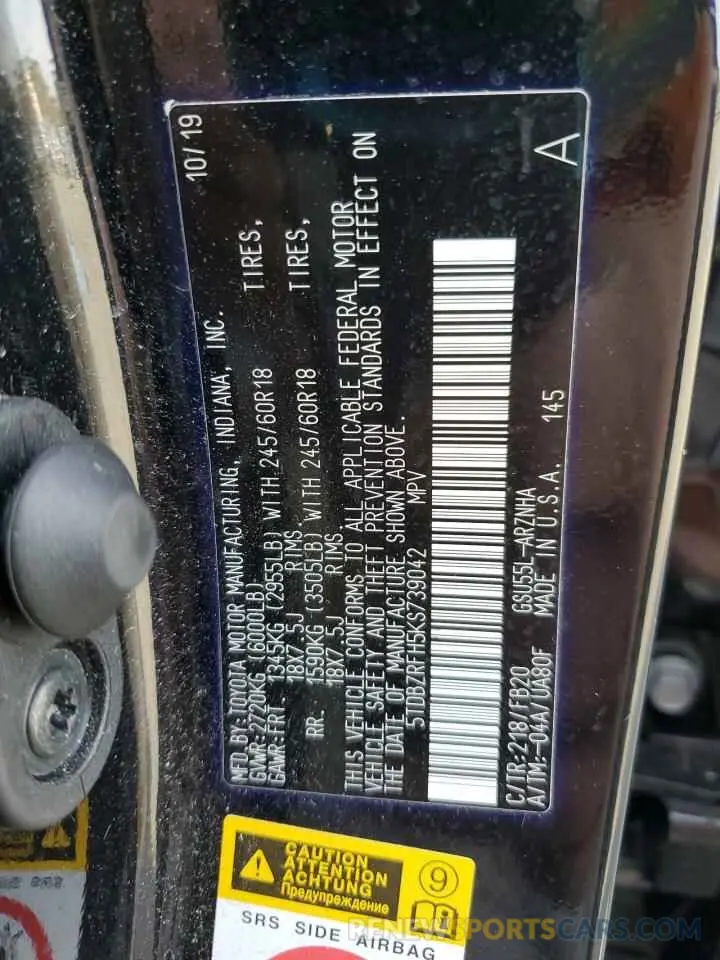 10/19
MFD BY:TOYOTA MOTOR MANUFACTURING, INDIANA, INC.
GVWR:2720KG (6000LB)
GAWR:FRT 1345KG (2955LB) WITH 245/60R18 TIRES,
18X7.5J RIMS,
RR 1590KG (3505LB) WITH 245/60R18 TIRES,
18X7.5J RIMS
THIS VEHICLE CONFORMS TO ALL APPLICABLE FEDERAL MOTOR
VEHICLE SAFETY AND THEFT PREVENTION STANDARDS IN EFFECT ON
THE DATE OF MANUFACTURE SHOWN ABOVE.
5TDBZRFH5KS739042 MPV
A
C/TR:218/FB20 GSU55L-ARZNHA
A/TM:-04A/UA80F MADE IN U.S.A. 145
CAUTION
ATTENTION
ACHTUNG
Предупреждение
9
SRS SIDE AIRBAG
RENEWSPORTSCARS.COM